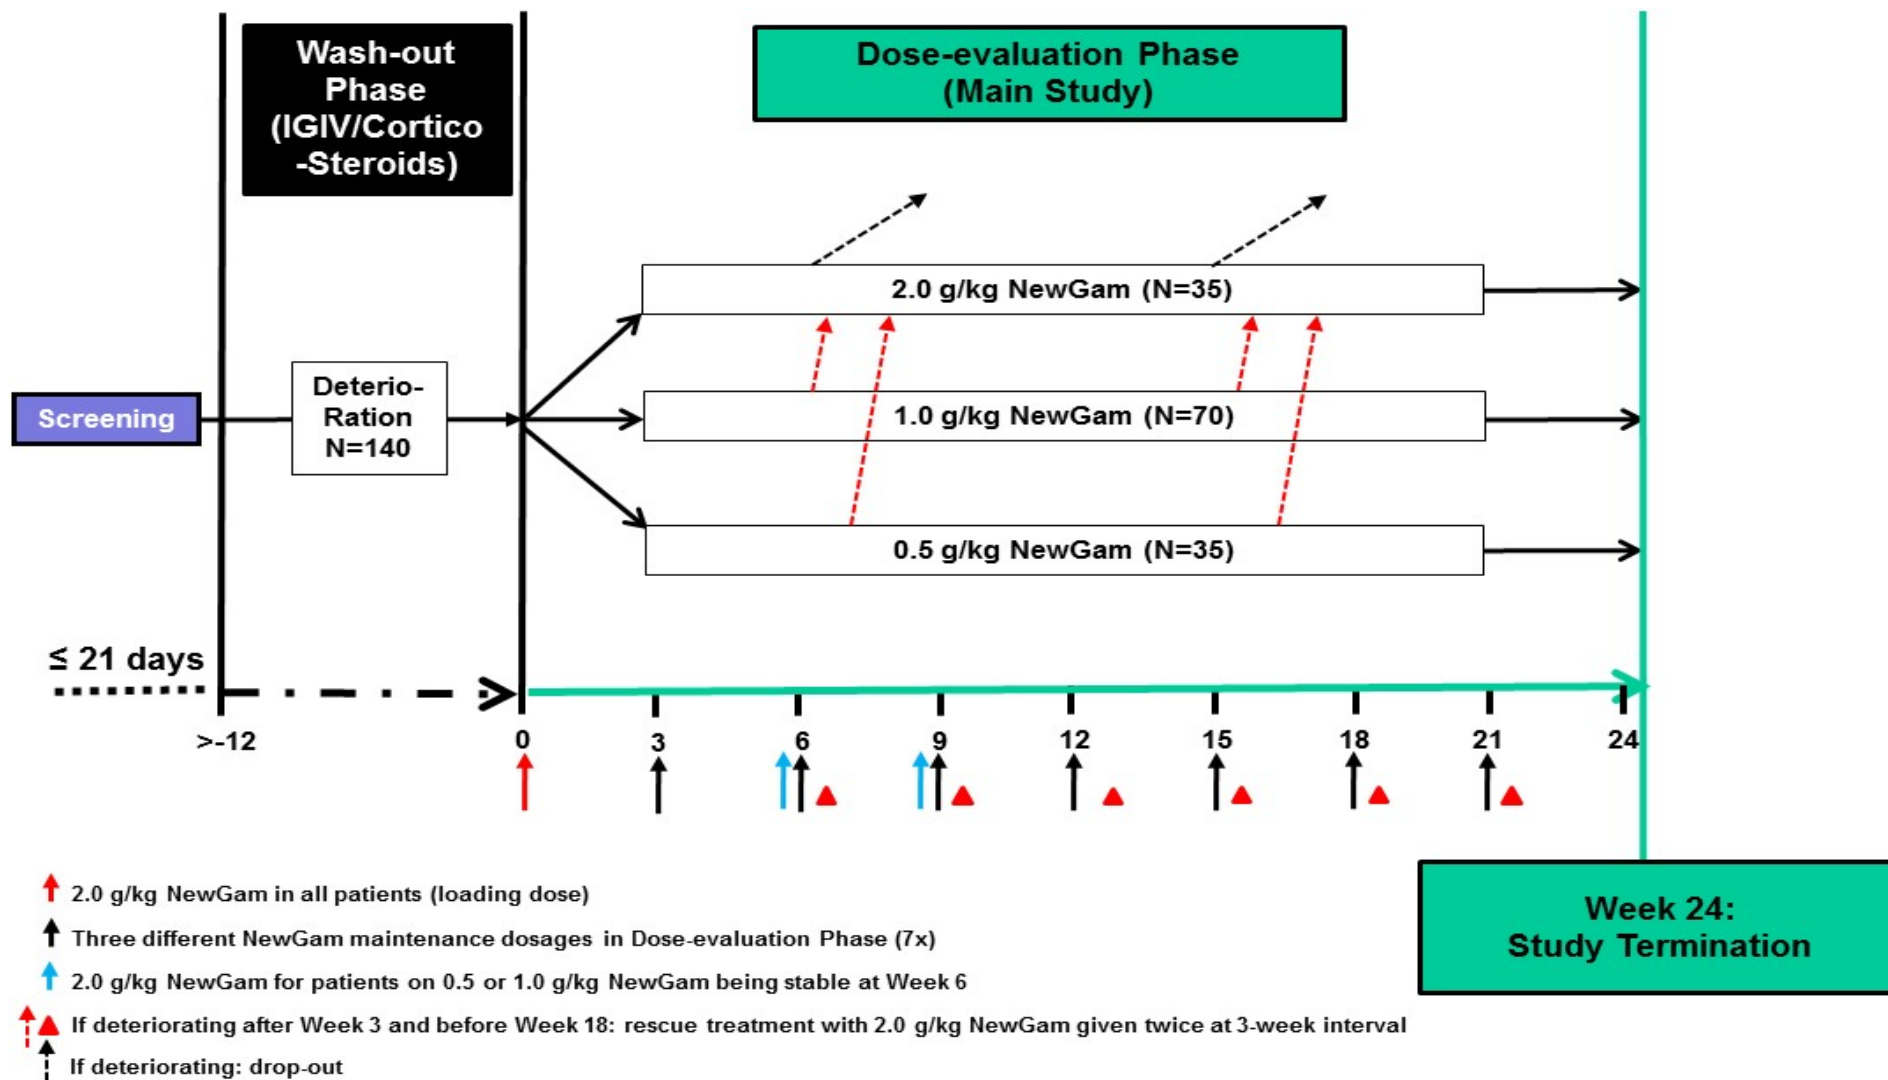 Wash-out
Phase
(IGIV/Cortico
-Steroids)
Dose-evaluation Phase
(Main Study)
2.0 g/kg NewGam (N=35)
Screening
Deterio-
Ration
N=140
1.0 g/kg NewGam (N=70)
0.5 g/kg NewGam (N=35)
≤ 21 days
>-12 0 3 6 9 12 15 18 21 24
2.0 g/kg NewGam in all patients (loading dose)
Three different NewGam maintenance dosages in Dose-evaluation Phase (7x)
2.0 g/kg NewGam for patients on 0.5 or 1.0 g/kg NewGam being stable at Week 6
If deteriorating after Week 3 and before Week 18: rescue treatment with 2.0 g/kg NewGam given twice at 3-week interval
If deteriorating: drop-out
Week 24:
Study Termination